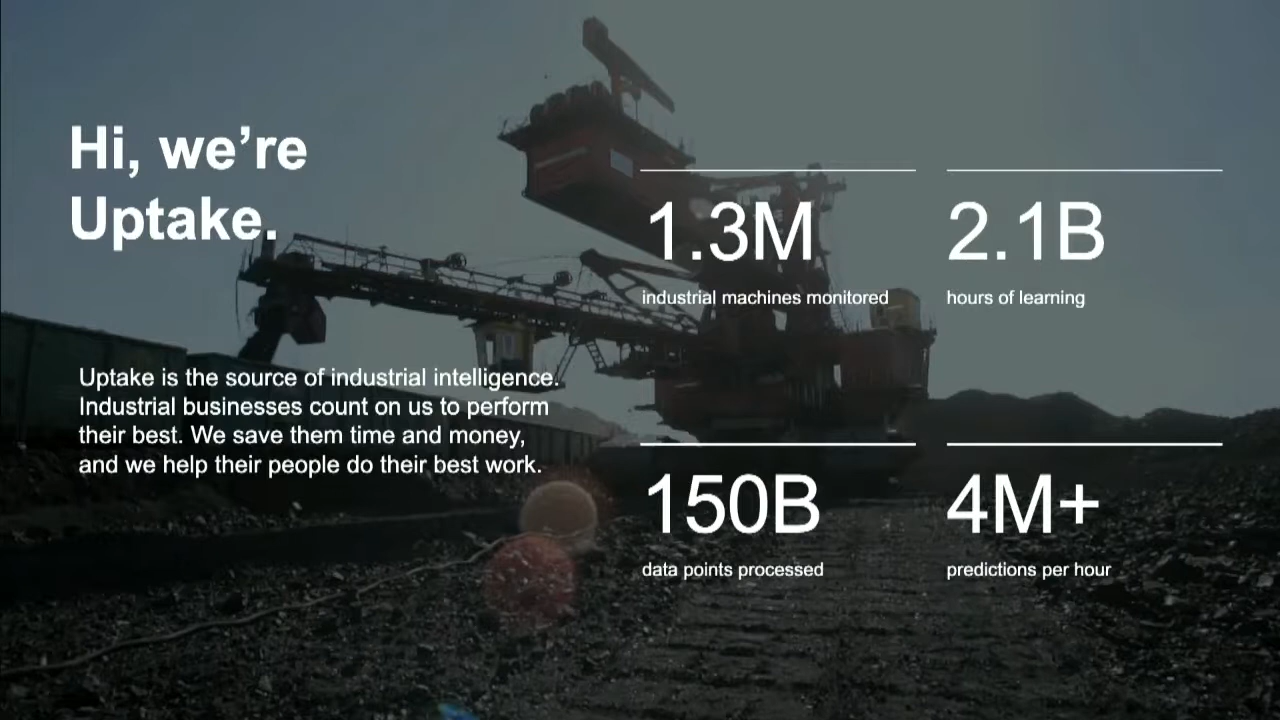 Hi, we’re
Uptake.
Uptake is the source of industrial intelligence.
Industrial businesses count on us to perform
their best. We save them time and money,
and we help their people do their best work.
1.3M
industrial machines monitored
2.1B
hours of learning
150B
data points processed
4M+
predictions per hour